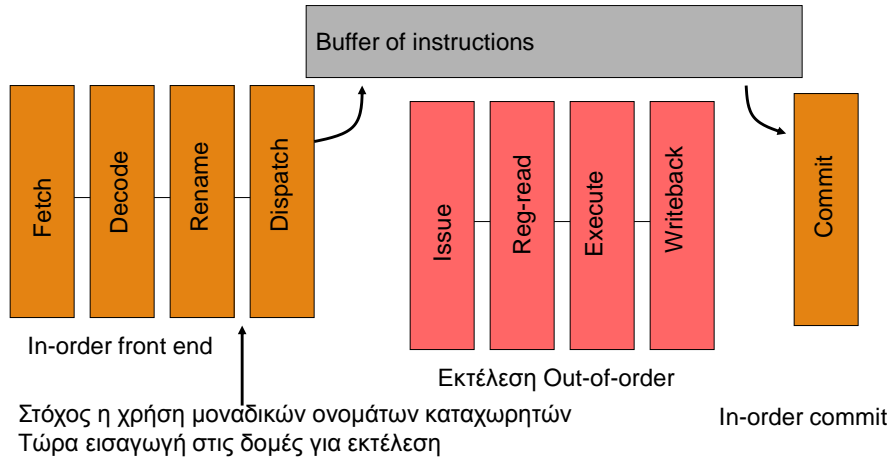 Buffer of instructions
Fetch
Decode
Rename
Dispatch
Issue
Reg-read
Execute
Writeback
Commit
In-order front end
Εκτέλεση Out-of-order
Στόχος η χρήση μοναδικών ονομάτων καταχωρητών
Τώρα εισαγωγή στις δομές για εκτέλεση
In-order commit